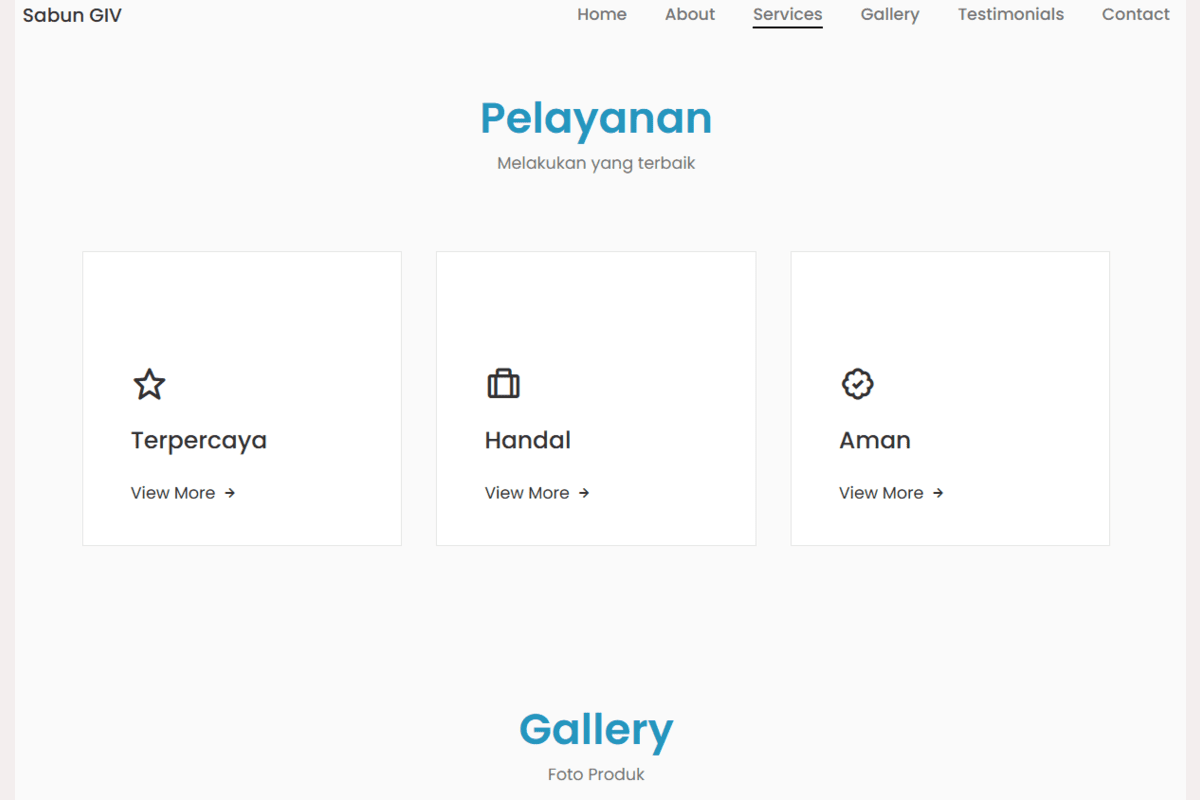 Sabun GIV
Home About Services Gallery Testimonials Contact
Pelayanan
Melakukan yang terbaik
Terpercaya
View More →
Handal
View More →
Aman
View More →
Gallery
Foto Produk